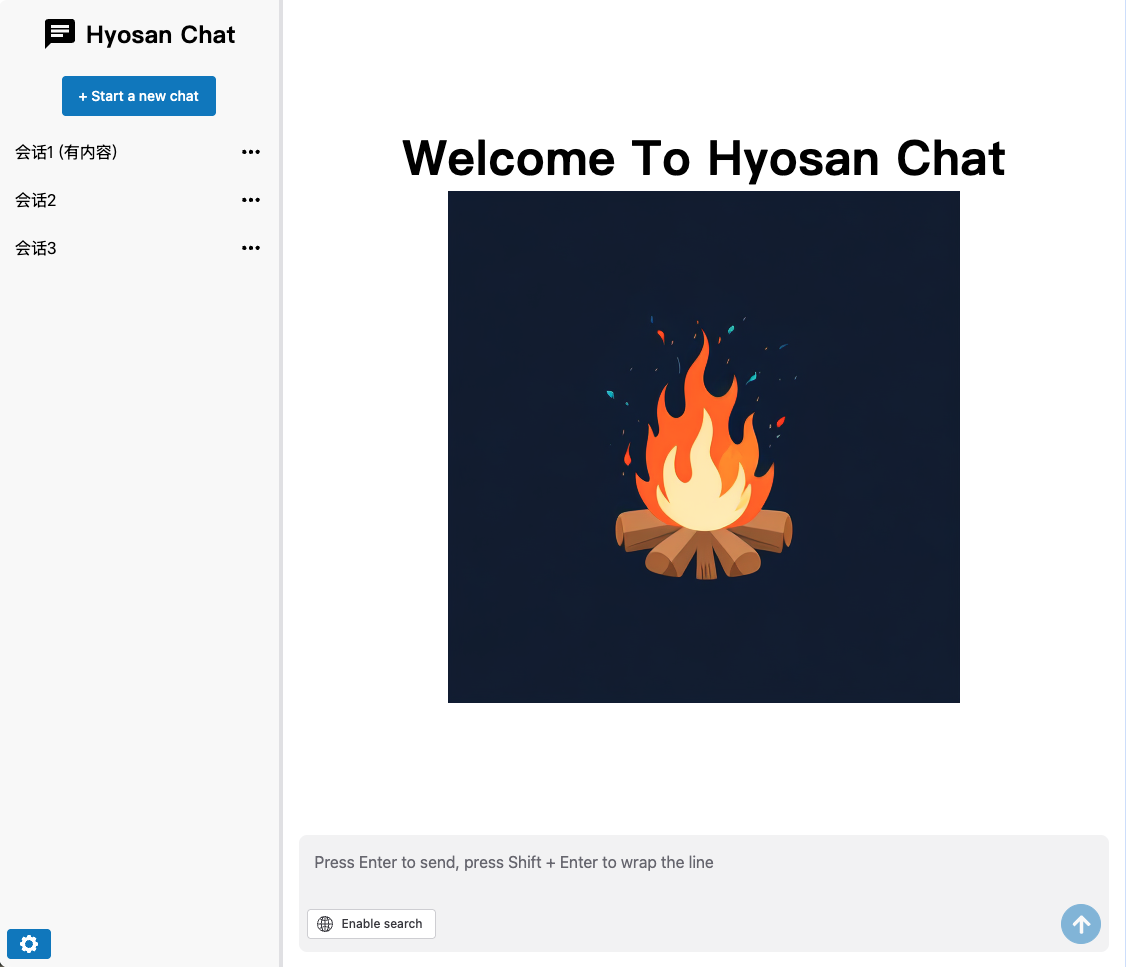 Hyosan Chat
+ Start a new chat
会话1 (有内容)
会话2
会话3
Welcome To Hyosan Chat
Press Enter to send, press Shift + Enter to wrap the line
Enable search